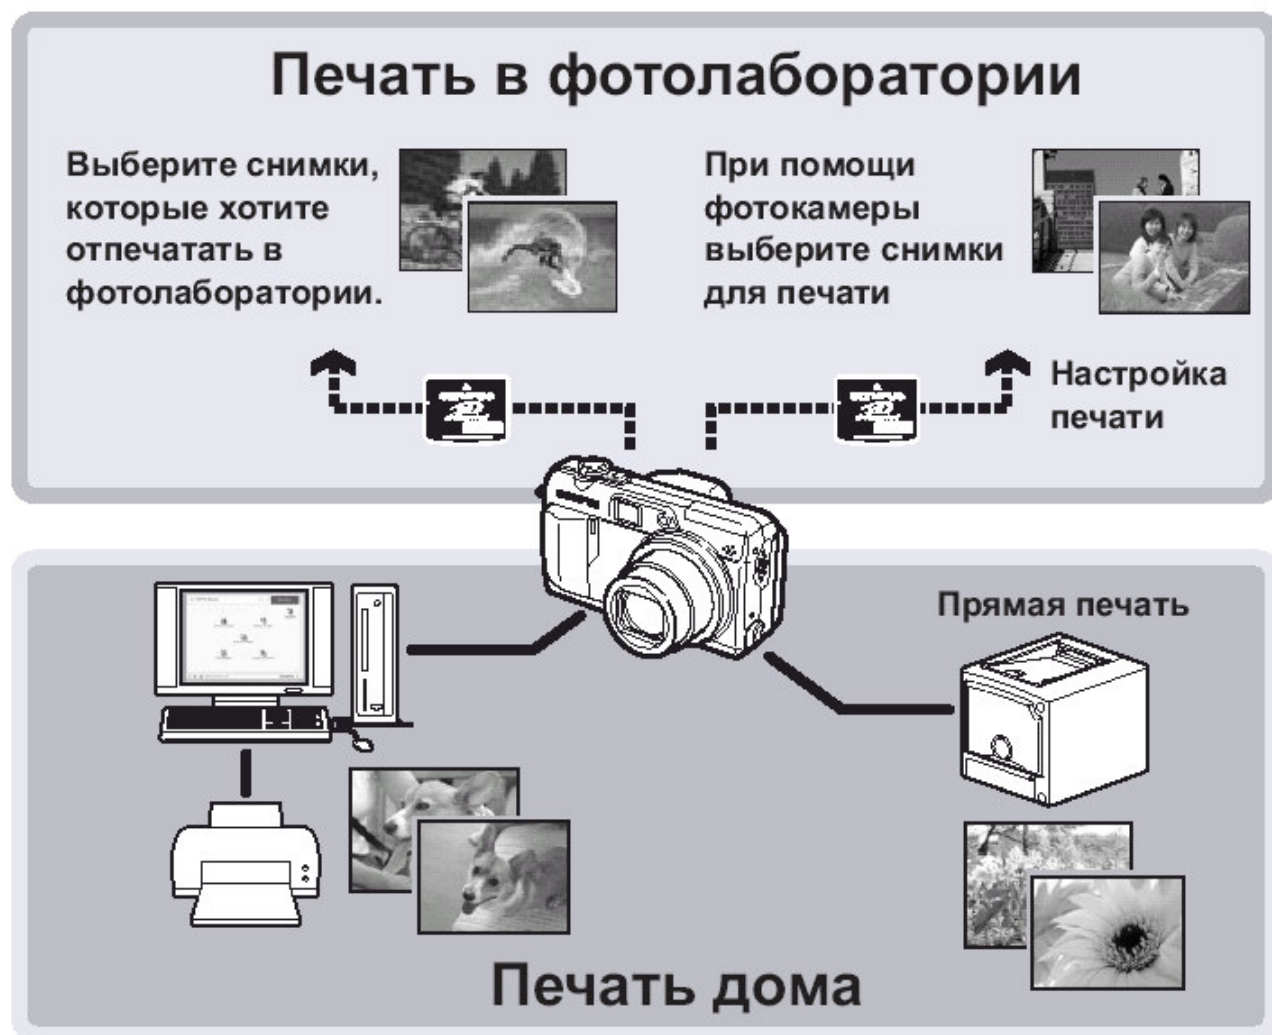 Печать в фотолаборатории
Выберите снимки,
которые хотите
отпечатать в
фотолаборатории.
При помощи
фотокамеры
выберите снимки
для печати
Настройка
печати
Прямая печать
Печать дома